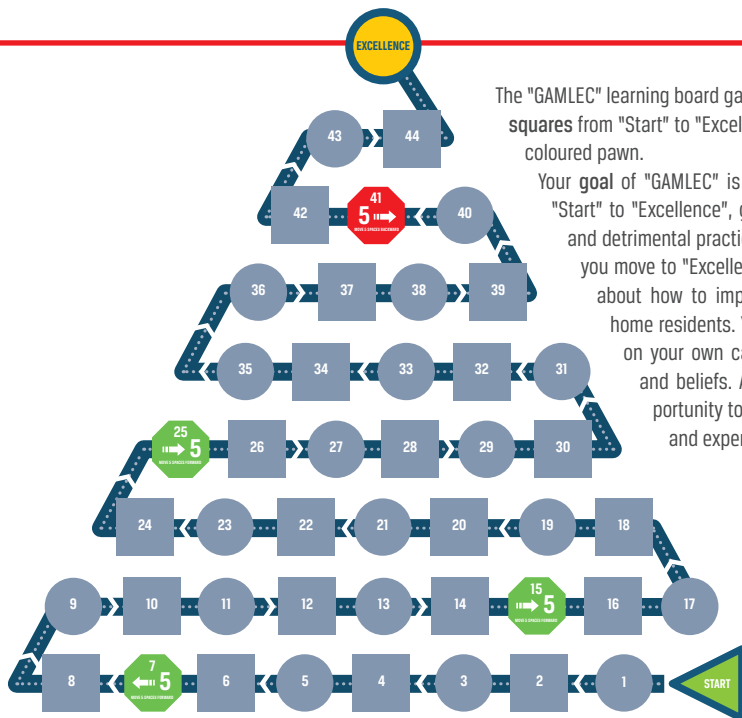 EXCELLENCE
The "GAMLEC" learning board ga
squares from "Start" to "Excel
coloured pawn.
Your goal of "GAMLEC" is
"Start" to "Excellence", g
and detrimental practi
you move to "Excelle
about how to imp
home residents. Y
on your own ca
and beliefs. A
portunity to
and exper
43 44
42 41 40
5
MOVE 5 SPACES BACKWARD
36 37 38 39
35 34 33 32 31
25 26 27 28 29 30
5
MOVE 5 SPACES FORWARD
24 23 22 21 20 19 18
9 10 11 12 13 14 15 16 17
5
MOVE 5 SPACES FORWARD
8 7 6 5 4 3 2 1 START
5
MOVE 5 SPACES FORWARD